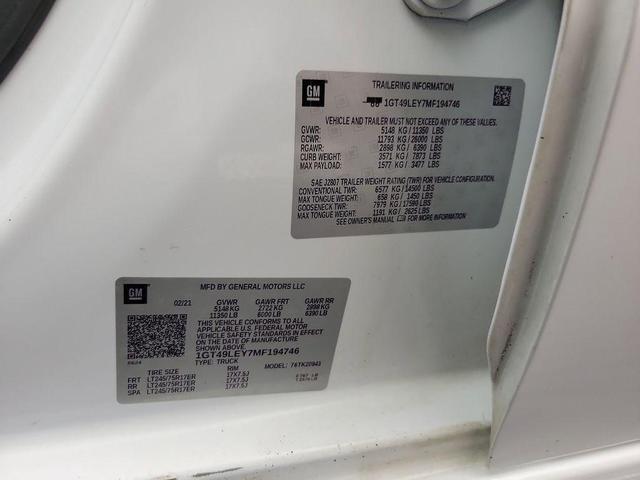 GM
TRAILERING INFORMATION
1GT49LEY7MF194746
VEHICLE AND TRAILER MUST NOT EXCEED ANY OF THESE VALUES.
GVWR: 5148 KG / 11350 LBS
GCWR: 11793 KG / 26000 LBS
RGAWR: 2898 KG / 6390 LBS
CURB WEIGHT: 3571 KG / 7873 LBS
MAX PAYLOAD: 1577 KG / 3477 LBS
SAE J2807 TRAILER WEIGHT RATING (TWR) FOR VEHICLE CONFIGURATION.
CONVENTIONAL TWR: 6577 KG / 14500 LBS
MAX TONGUE WEIGHT: 658 KG / 1450 LBS
GOOSENECK TWR: 7979 KG / 17590 LBS
MAX TONGUE WEIGHT: 1191 KG / 2625 LBS
SEE OWNER'S MANUAL FOR MORE INFORMATION
GM
MFD BY GENERAL MOTORS LLC
02/21 GVWR GAWR FRT GAWR RR
5148 KG 2722 KG 2898 KG
11350 LB 6000 LB 6390 LB
THIS VEHICLE CONFORMS TO ALL
APPLICABLE U.S. FEDERAL MOTOR
VEHICLE SAFETY STANDARDS IN EFFECT
ON THE DATE OF MANUFACTURE
SHOWN ABOVE.
1GT49LEY7MF194746
TYPE: TRUCK MODEL: T6TK20943
TIRE SIZE RIM
FRT LT245/75R17ER 17X7.5J
RR LT245/75R17ER 17X7.5J
SPA LT245/75R17ER 17X7.5J